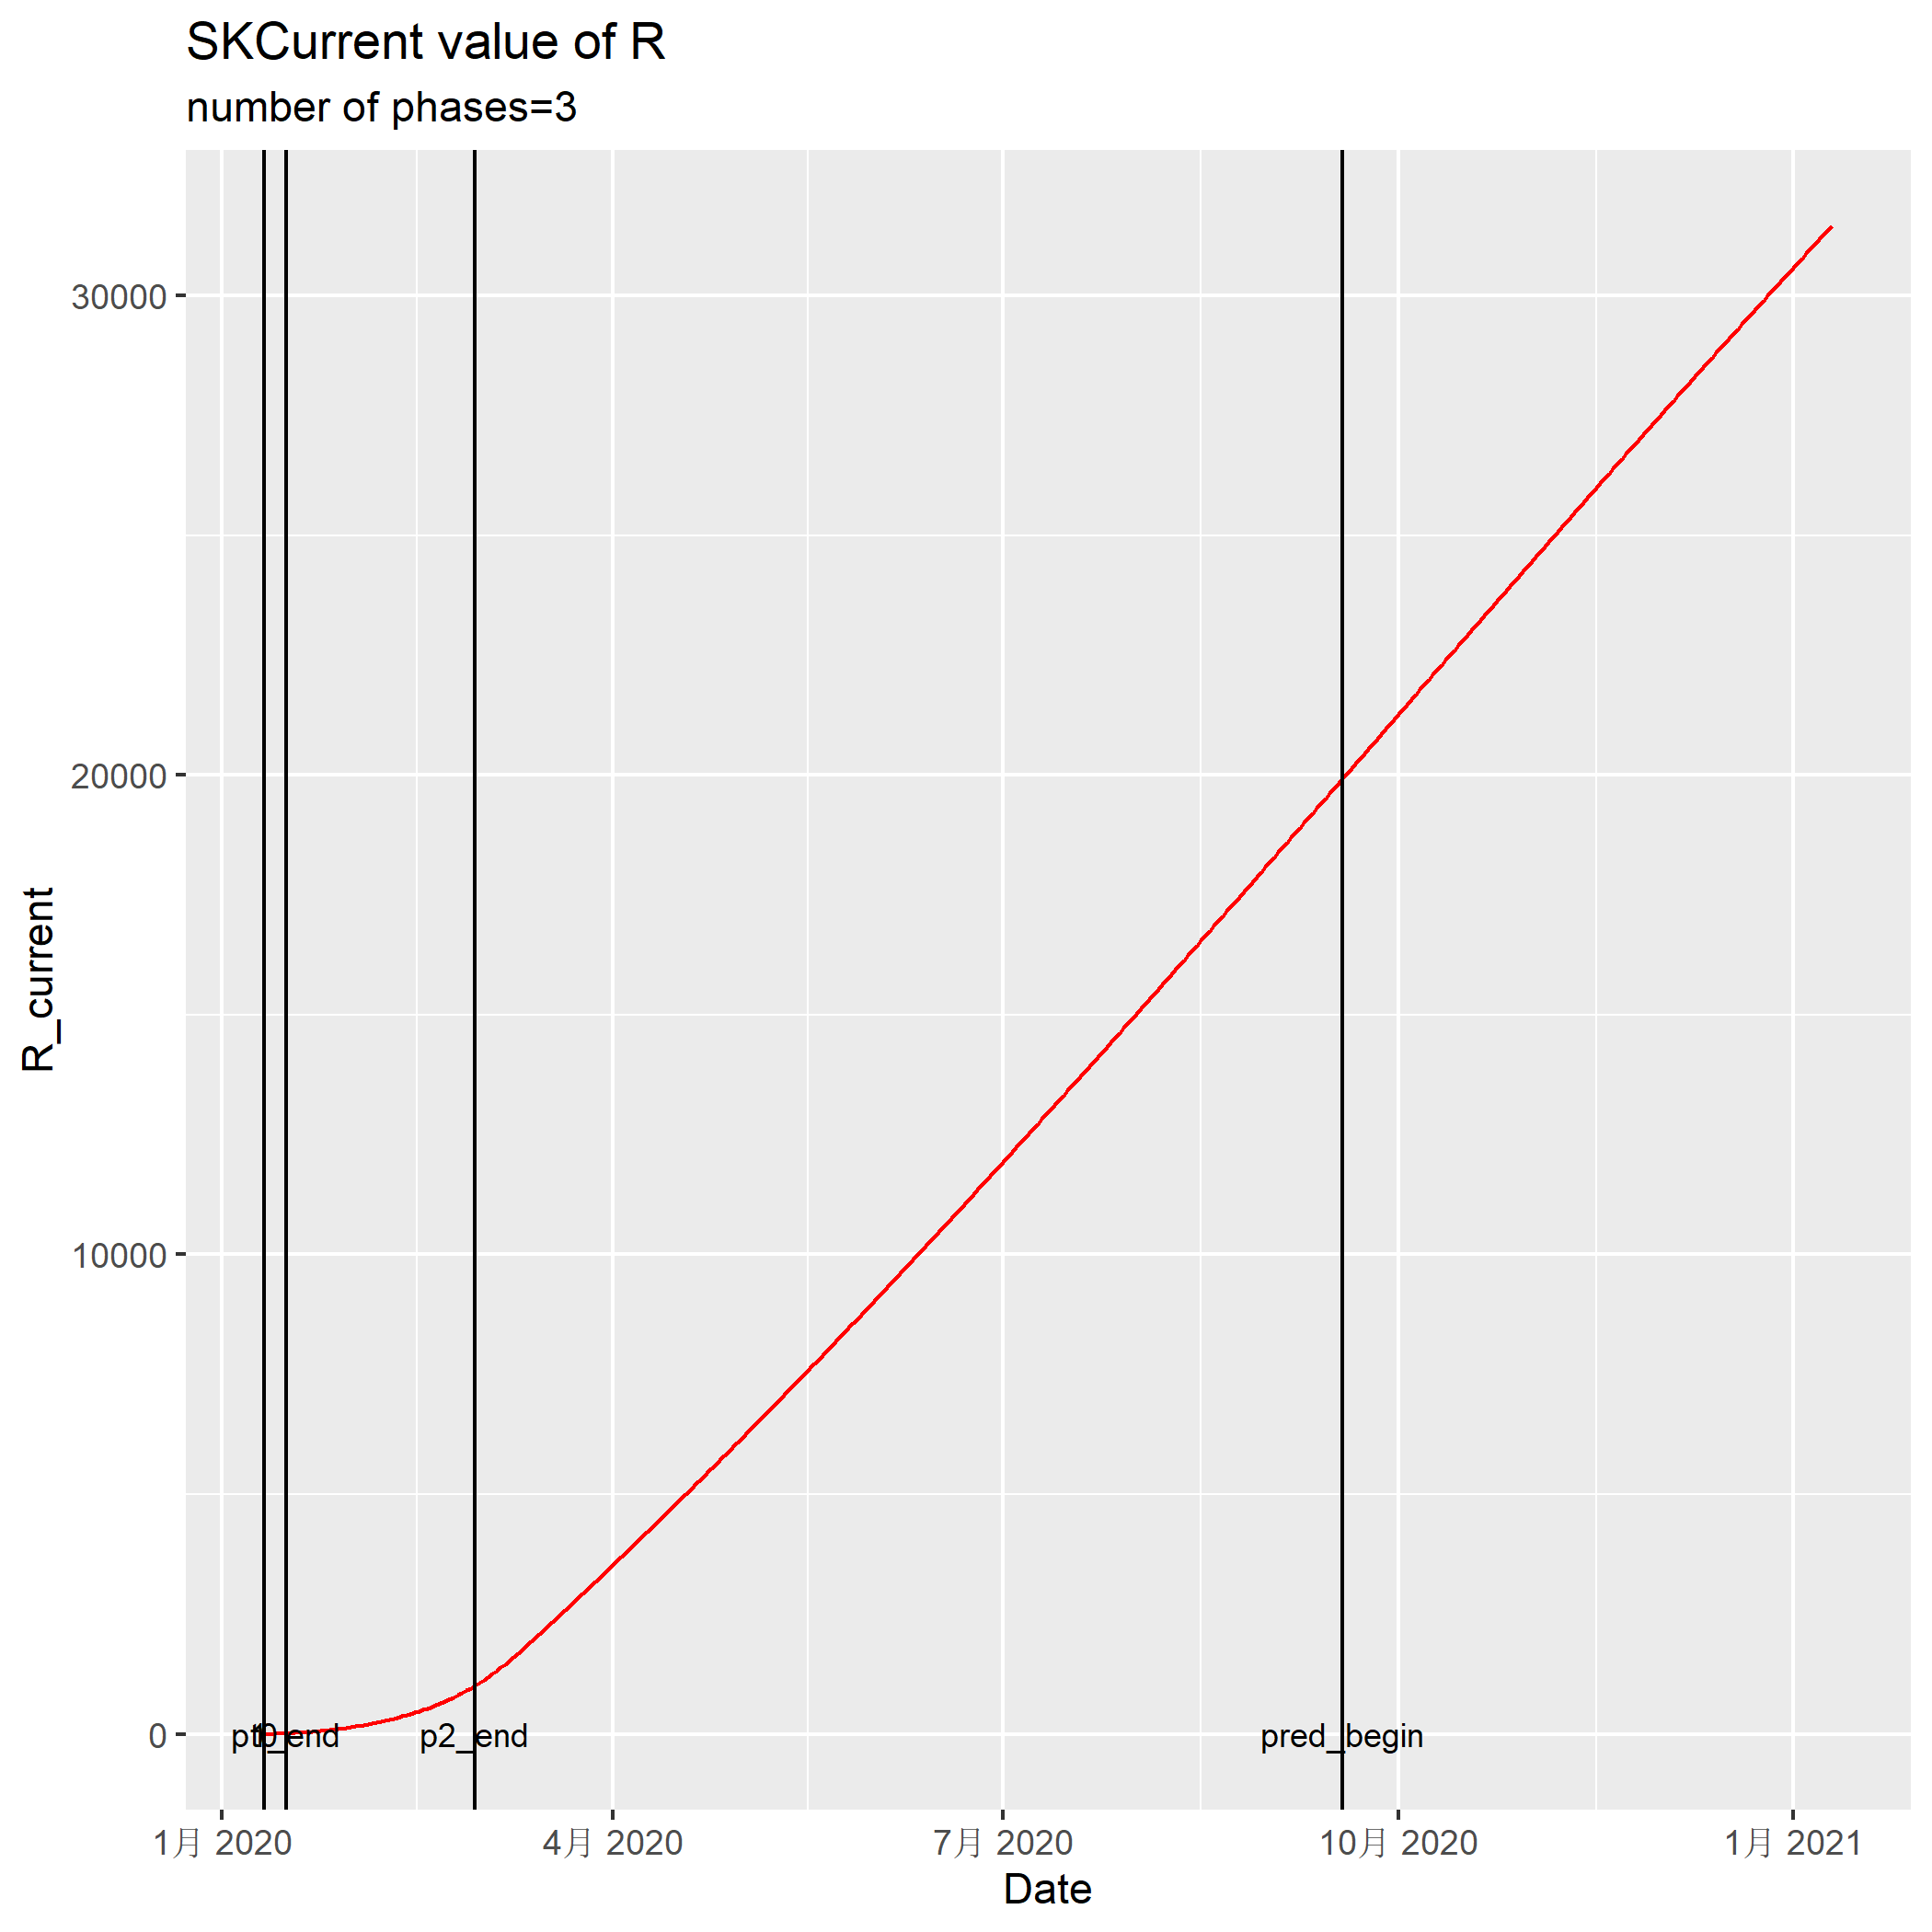 SKCurrent value of R
number of phases=3
30000
20000
10000
0
R_current
p2_end
pred_begin
1月 2020
4月 2020
7月 2020
10月 2020
1月 2021
Date